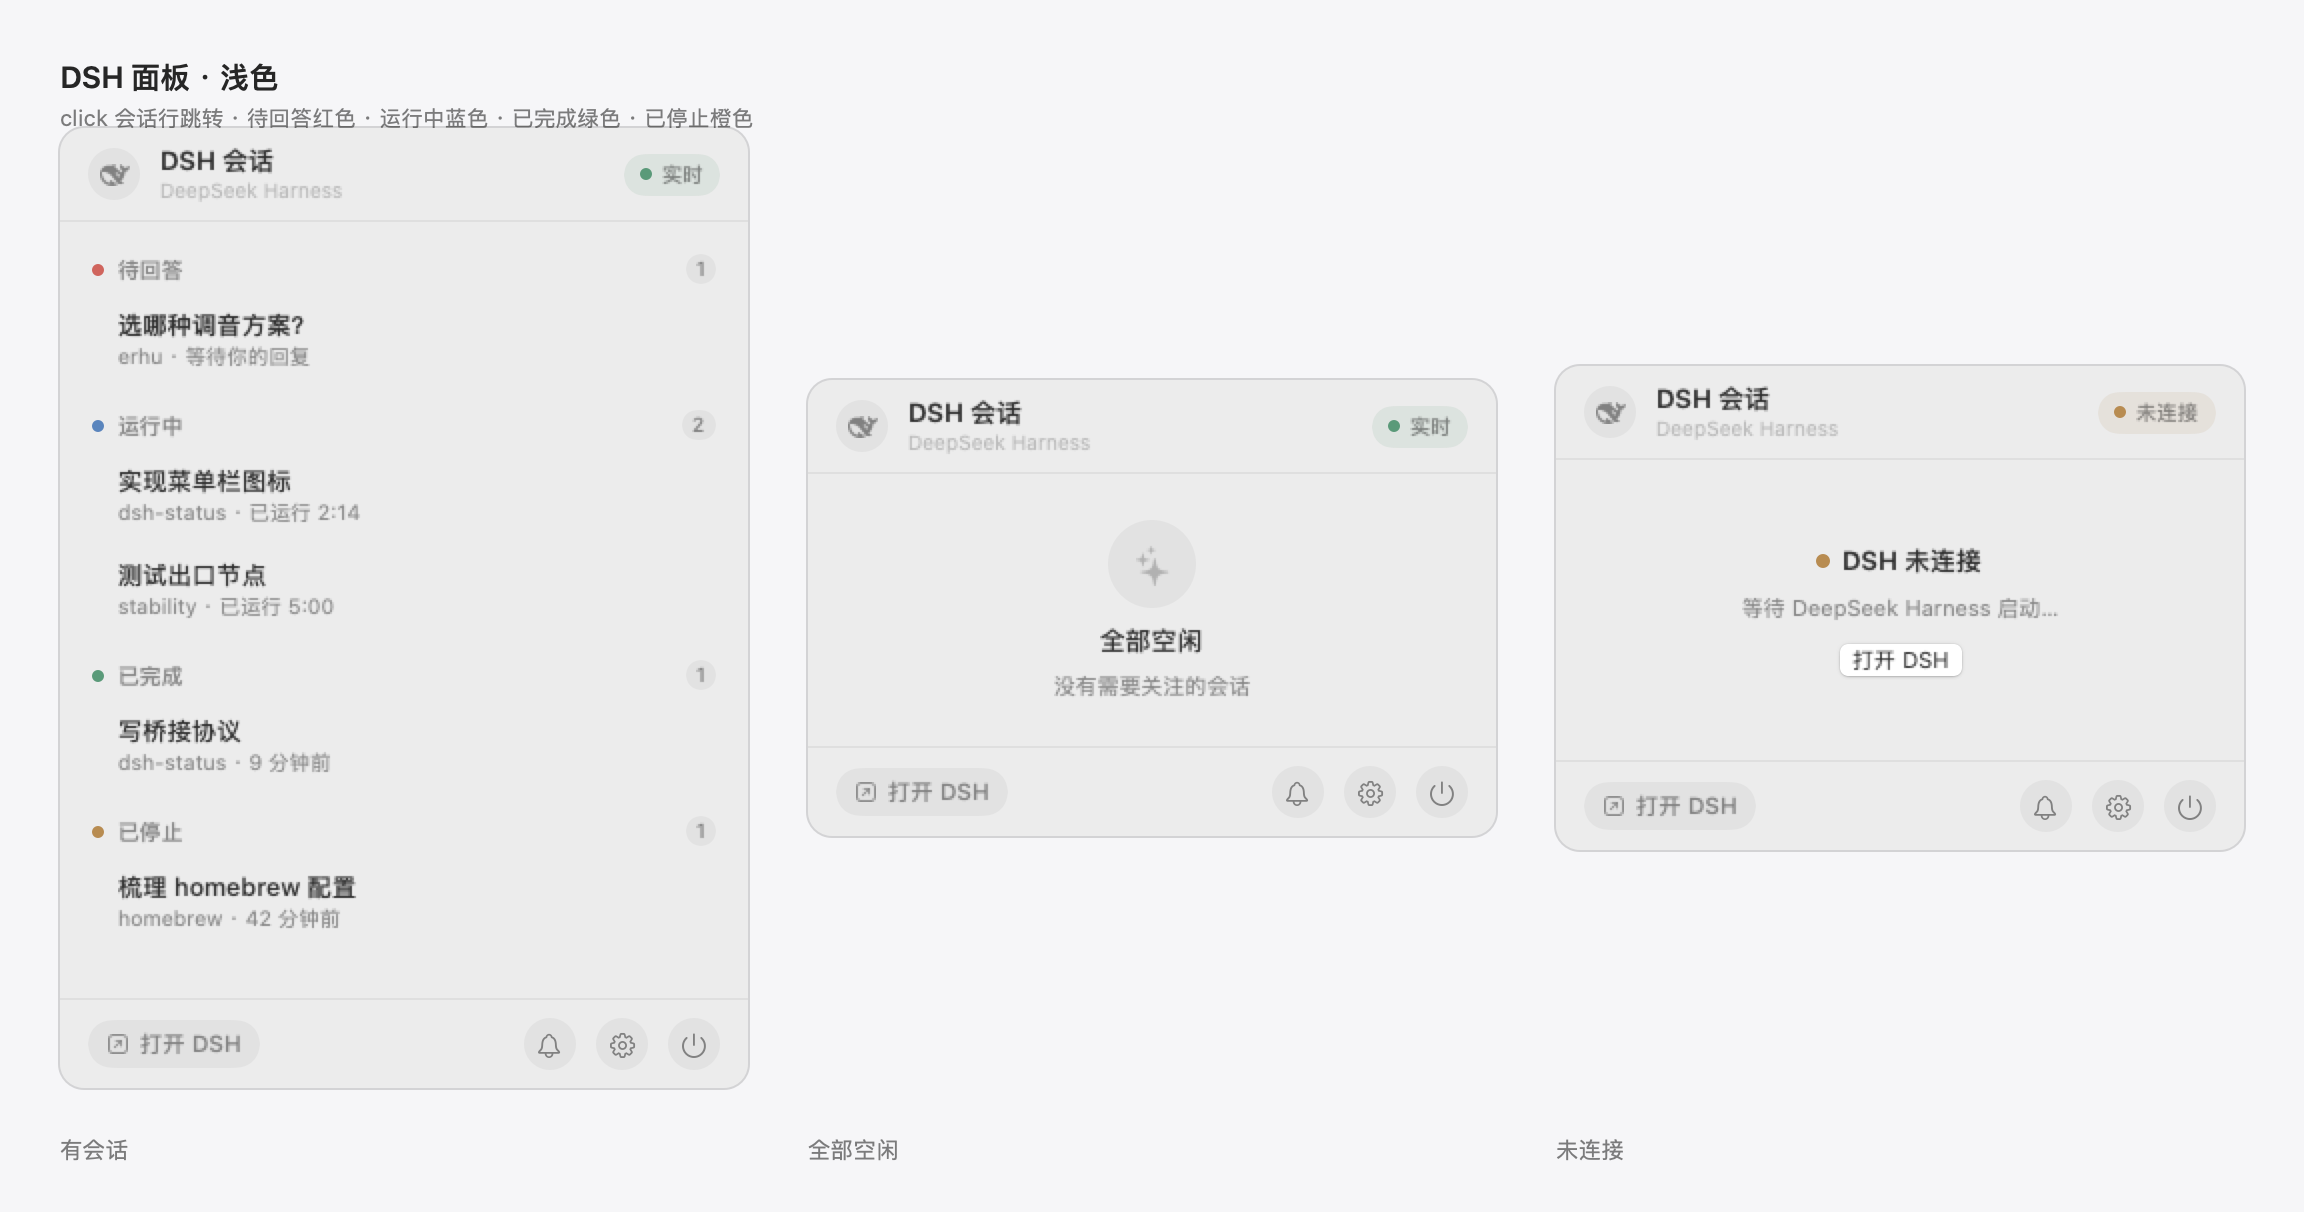 DSH 面板 · 浅色
click 会话行跳转 · 待回答红色 · 运行中蓝色 · 已完成绿色 · 已停止橙色
DSH 会话
DeepSeek Harness
实时
待回答
1
选哪种调音方案?
erhu · 等待你的回复
运行中
2
实现菜单栏图标
dsh-status · 已运行 2:14
测试出口节点
stability · 已运行 5:00
已完成
1
写桥接协议
dsh-status · 9 分钟前
已停止
1
梳理 homebrew 配置
homebrew · 42 分钟前
打开 DSH
有会话
DSH 会话
DeepSeek Harness
实时
全部空闲
没有需要关注的会话
打开 DSH
全部空闲
DSH 会话
DeepSeek Harness
未连接
DSH 未连接
等待 DeepSeek Harness 启动...
打开 DSH
打开 DSH
未连接